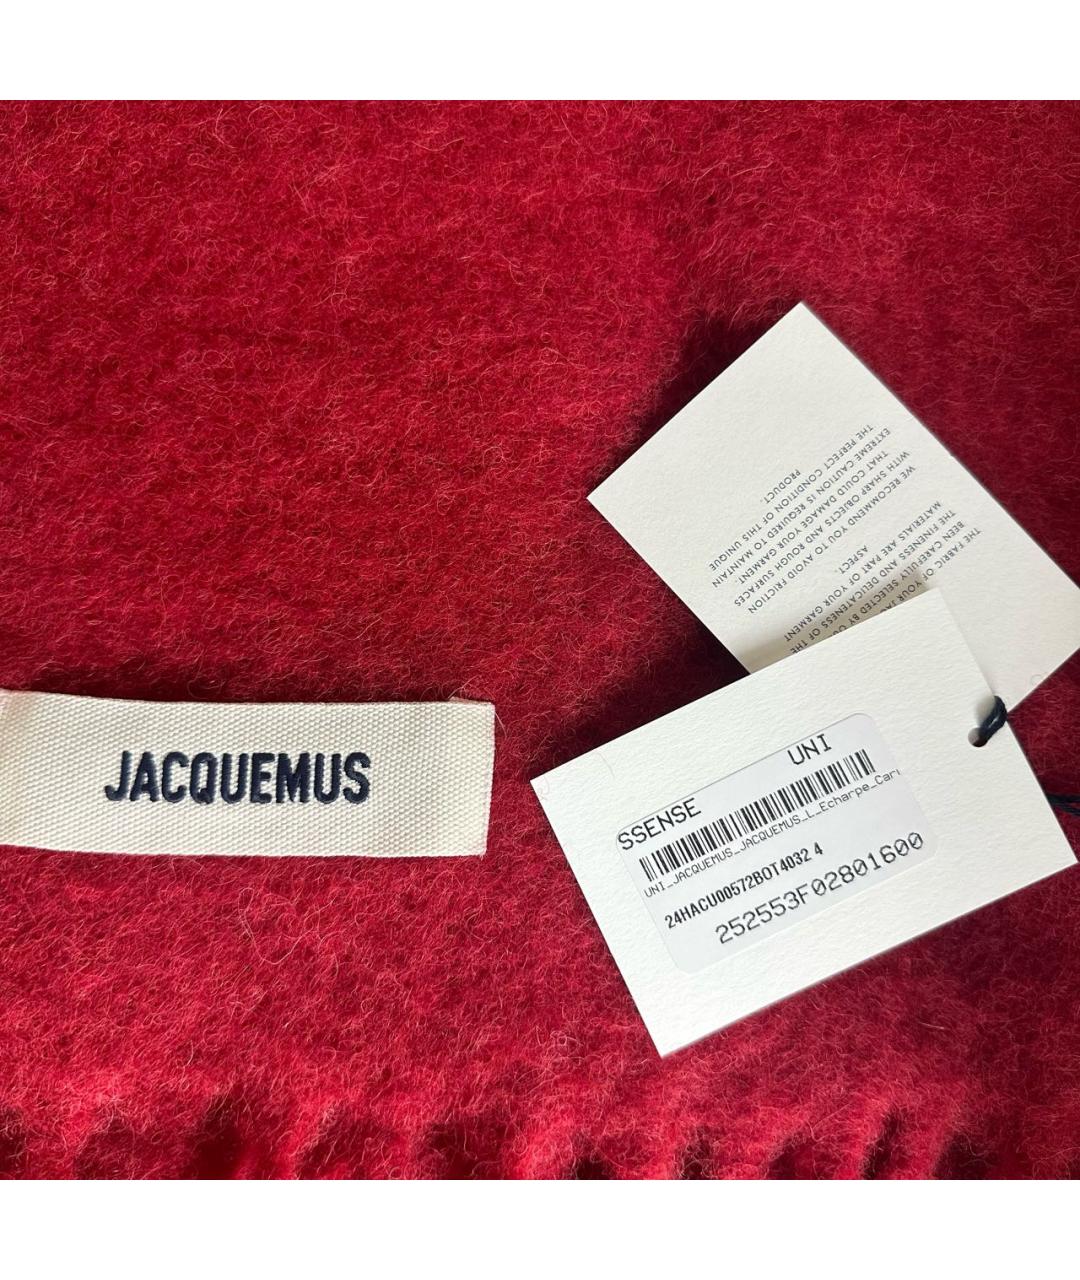 JACQUEMUS
THE FABRIC OF YOUR
BEEN CAREFULLY SELECTED BY
THE FINENESS AND DELICATENESS OF THE
MATERIALS ARE PART OF YOUR GARMENT
ASPECT.
WE RECOMMEND YOU TO AVOID FRICTION
WITH SHARP OBJECTS AND ROUGH SURFACES
THAT COULD DAMAGE YOUR GARMENT.
EXTREME CAUTION IS REQUIRED TO MAINTAIN
THE PERFECT CONDITION OF THIS UNIQUE
PRODUCT.
SSENSE UNI
UNI_JACQUEMUS_JACQUEMUS_L_Echarpe_Cari
24HACU00572BOT4032 4
252553F02801600